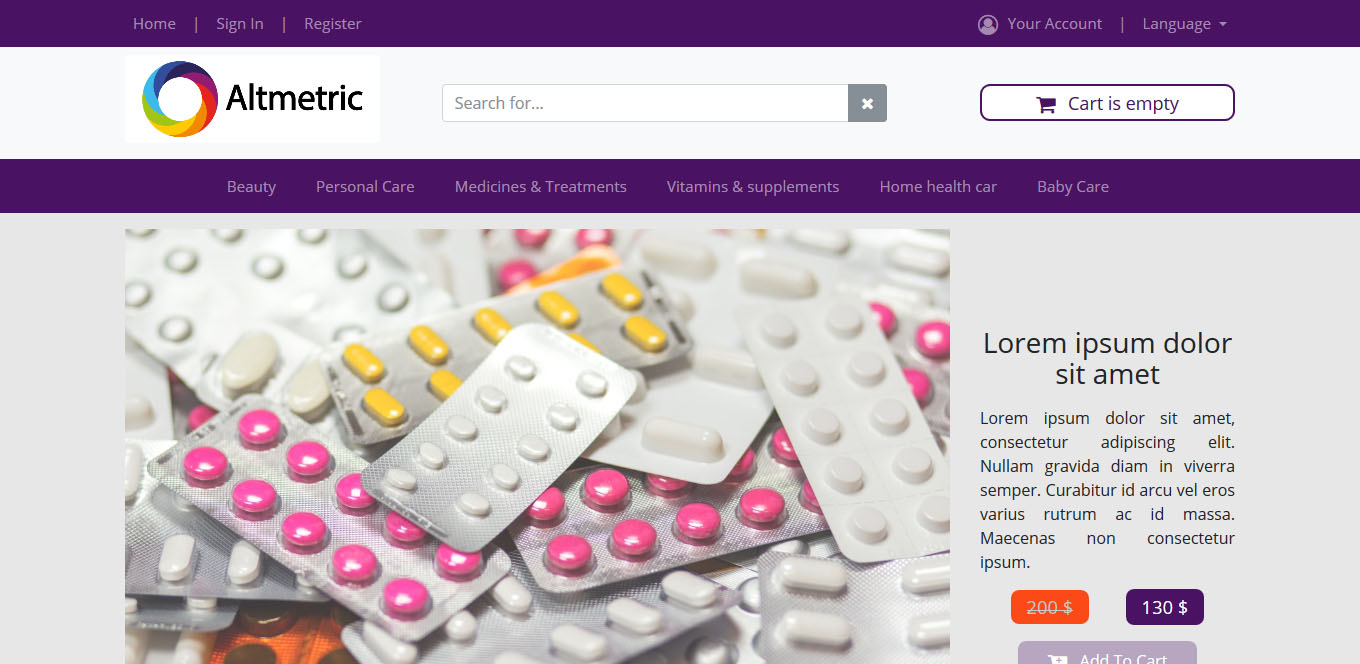 Home | Sign In | Register
Your Account | Language
Altmetric
Search for...
Cart is empty
Beauty
Personal Care
Medicines & Treatments
Vitamins & supplements
Home health car
Baby Care
Lorem ipsum dolor
sit amet
Lorem ipsum dolor sit amet,
consectetur adipiscing elit.
Nullam gravida diam in viverra
semper. Curabitur id arcu vel eros
varius rutrum ac id massa.
Maecenas non consectetur
ipsum.
200 $
130 $
Add To Cart